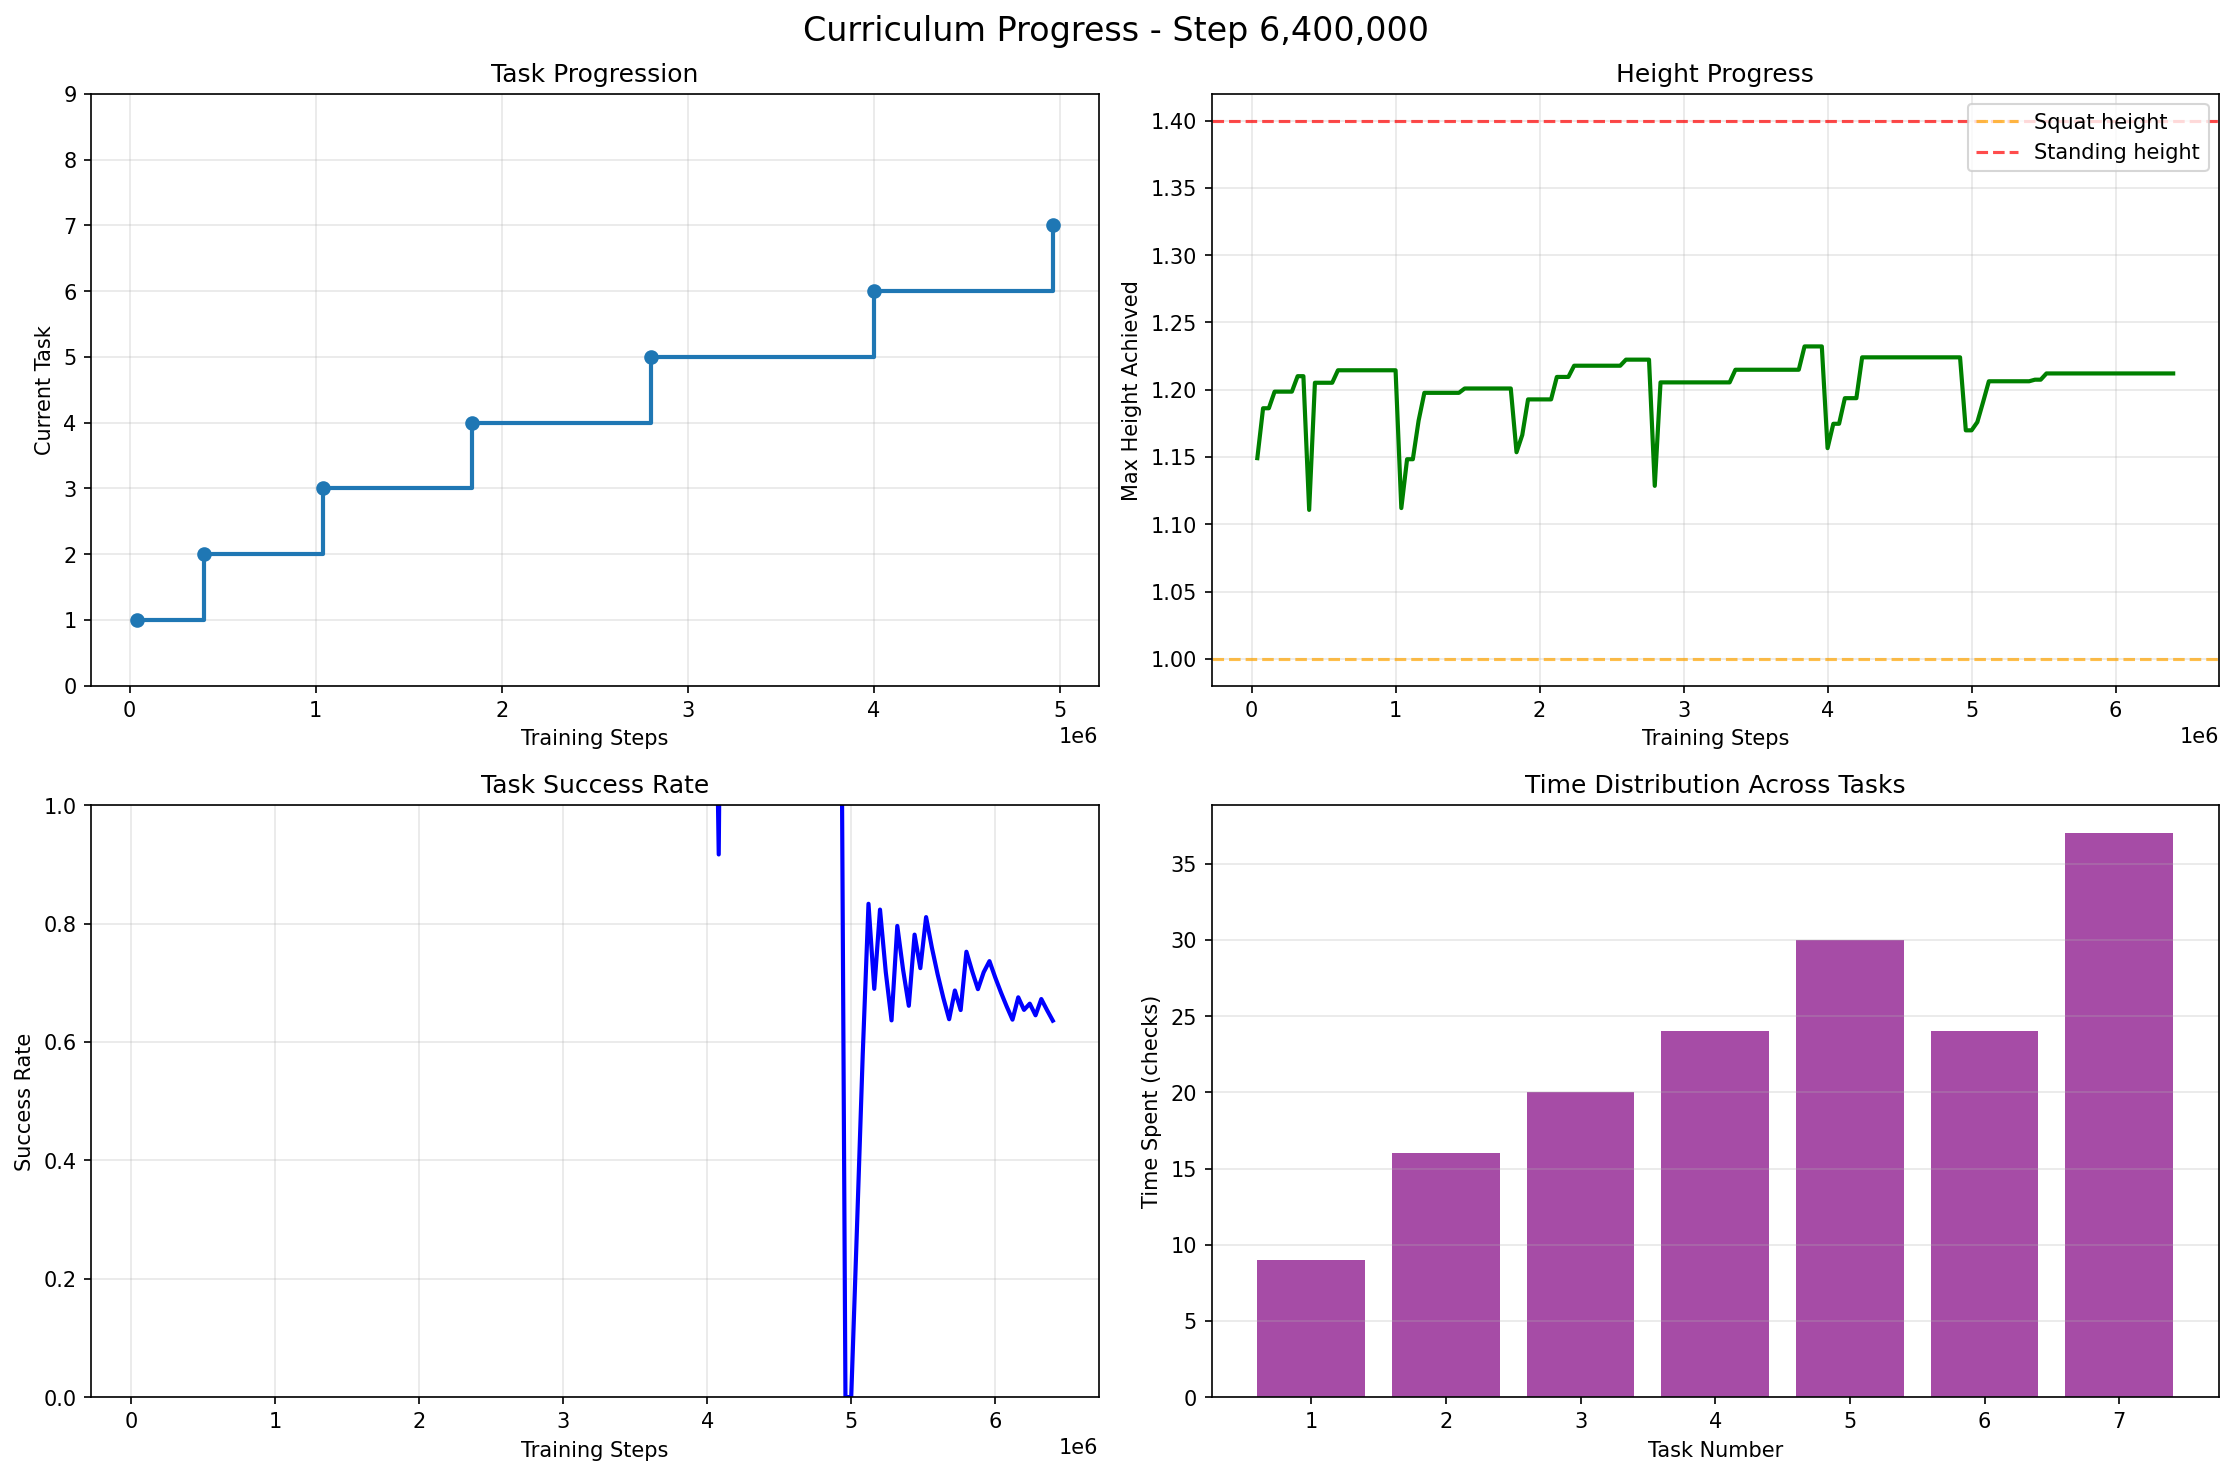 Curriculum Progress - Step 6,400,000
Task Progression
Current Task
9
8
7
6
5
4
3
2
1
0
0 1 2 3 4 5
1e6
Training Steps
Height Progress
Max Height Achieved
1.40
1.35
1.30
1.25
1.20
1.15
1.10
1.05
1.00
Squat height
Standing height
0 1 2 3 4 5 6
1e6
Training Steps
Task Success Rate
Success Rate
1.0
0.8
0.6
0.4
0.2
0.0
0 1 2 3 4 5 6
1e6
Training Steps
Time Distribution Across Tasks
Time Spent (checks)
35
30
25
20
15
10
5
0
1 2 3 4 5 6 7
Task Number